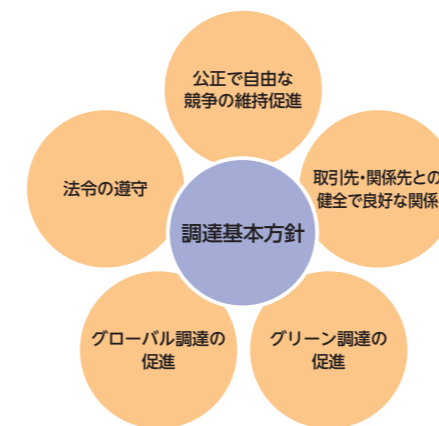 公正で自由な
競争の維持促進
法令の遵守
取引先・関係先との
健全で良好な関係
調達基本方針
グローバル調達の
促進
グリーン調達の
促進